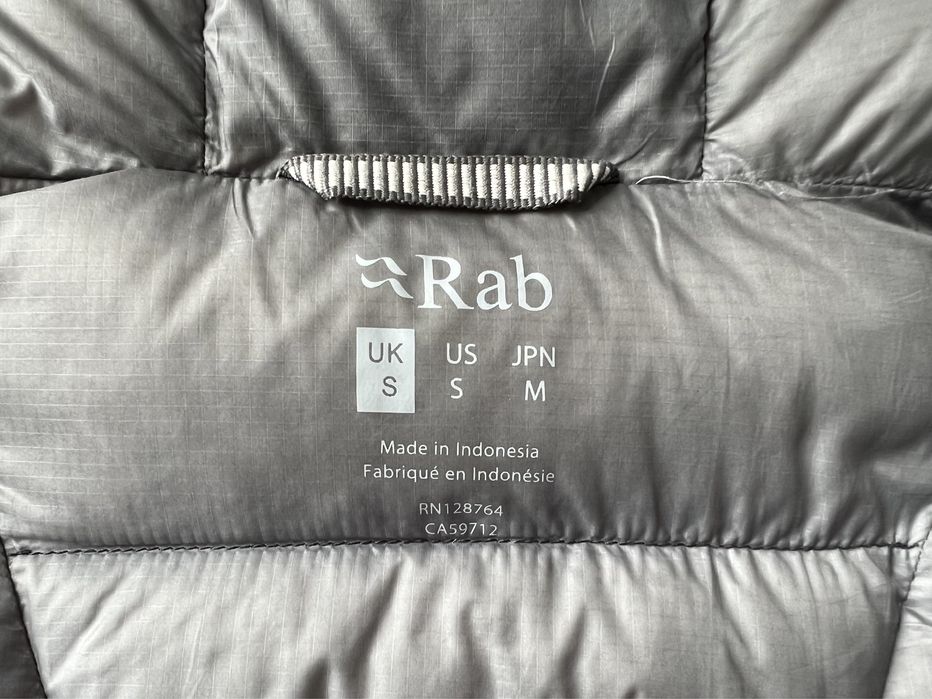 Rab
UK US JPN
S S M
Made in Indonesia
Fabriqué en Indonésie
RN128764
CA59712